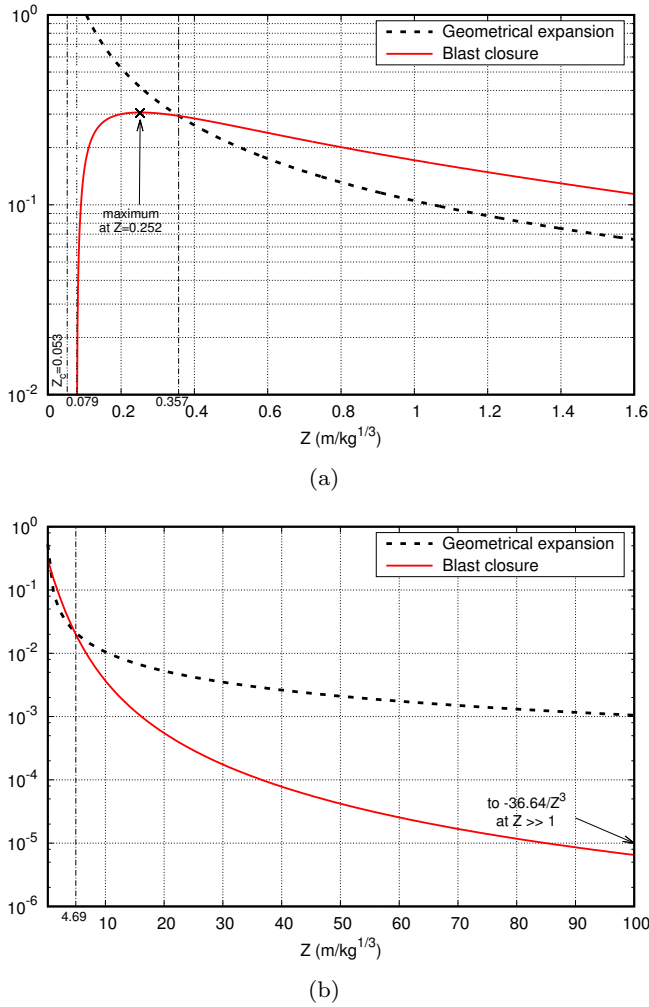 10^0
Geometrical expansion
Blast closure
maximum
at Z=0.252
10^-1
Z_c=0.053
10^-2
0 0.079 0.2 0.357 0.4 0.6 0.8 1 1.2 1.4 1.6
Z (m/kg^1/3)
(a)
10^0
Geometrical expansion
Blast closure
10^-1
10^-2
10^-3
10^-4
to -36.64/Z^3
at Z >> 1
10^-5
10^-6
4.69 10 20 30 40 50 60 70 80 90 100
Z (m/kg^1/3)
(b)